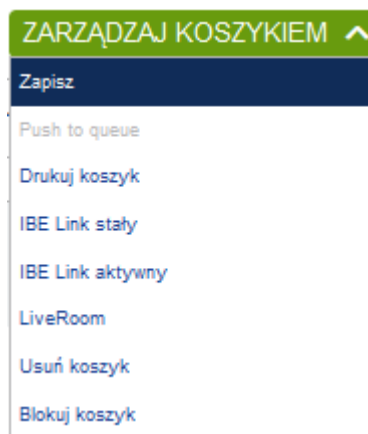 ZARZĄDZAJ KOSZYKIEM
Zapisz
Push to queue
Drukuj koszyk
IBE Link stały
IBE Link aktywny
LiveRoom
Usuń koszyk
Blokuj koszyk